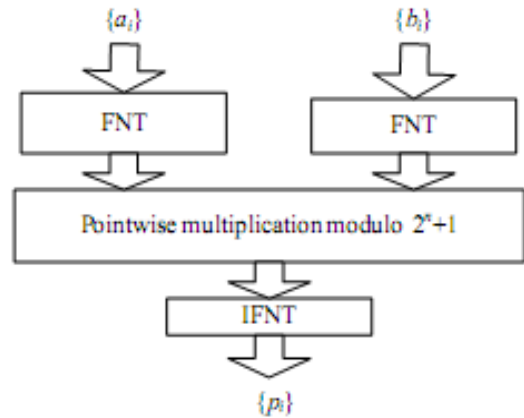 {aᵢ} {bᵢ}
FNT FNT
Pointwise multiplication modulo 2ⁿ+1
IFNT
{pᵢ}